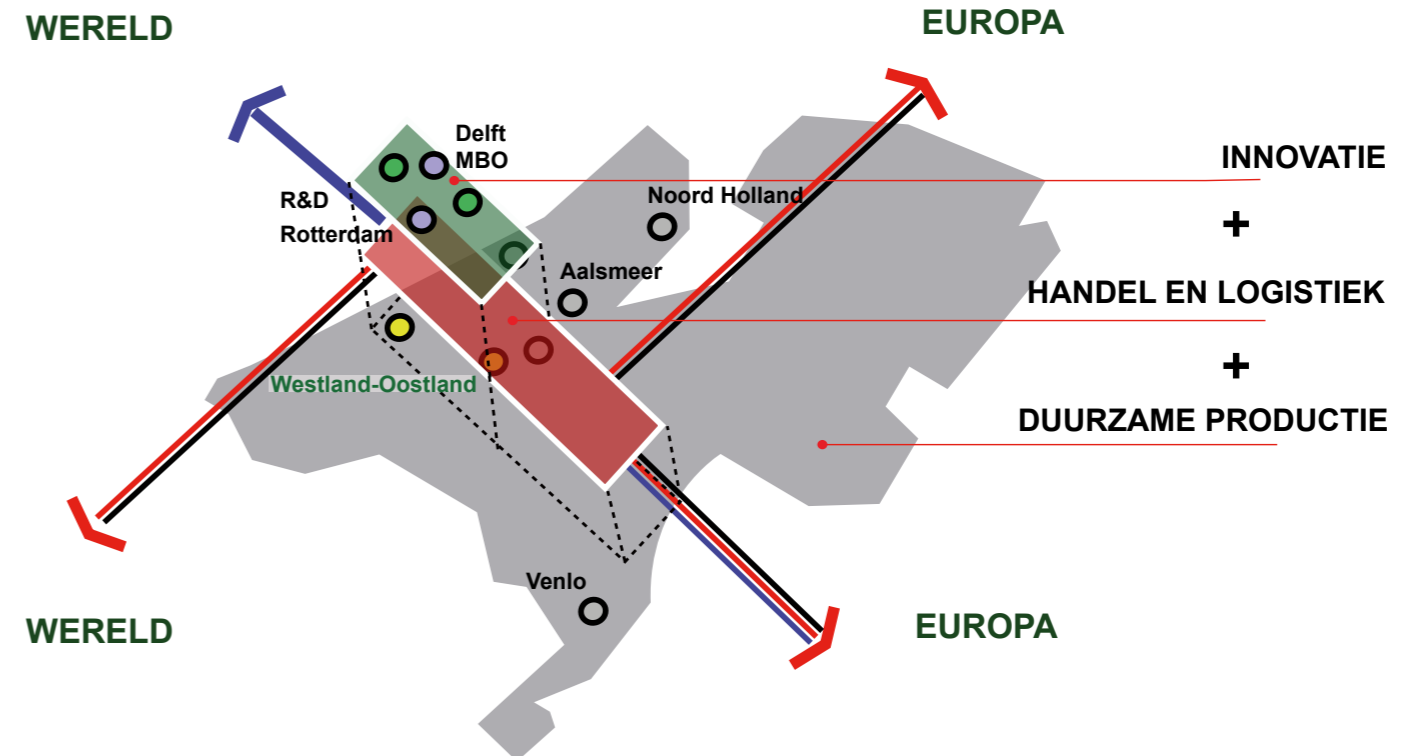 WERELD
EUROPA
Delft
MBO
INNOVATIE
R&D
Noord Holland
+
Rotterdam
Aalsmeer
HANDEL EN LOGISTIEK
+
Westland-Oostland
DUURZAME PRODUCTIE
Venlo
WERELD
EUROPA